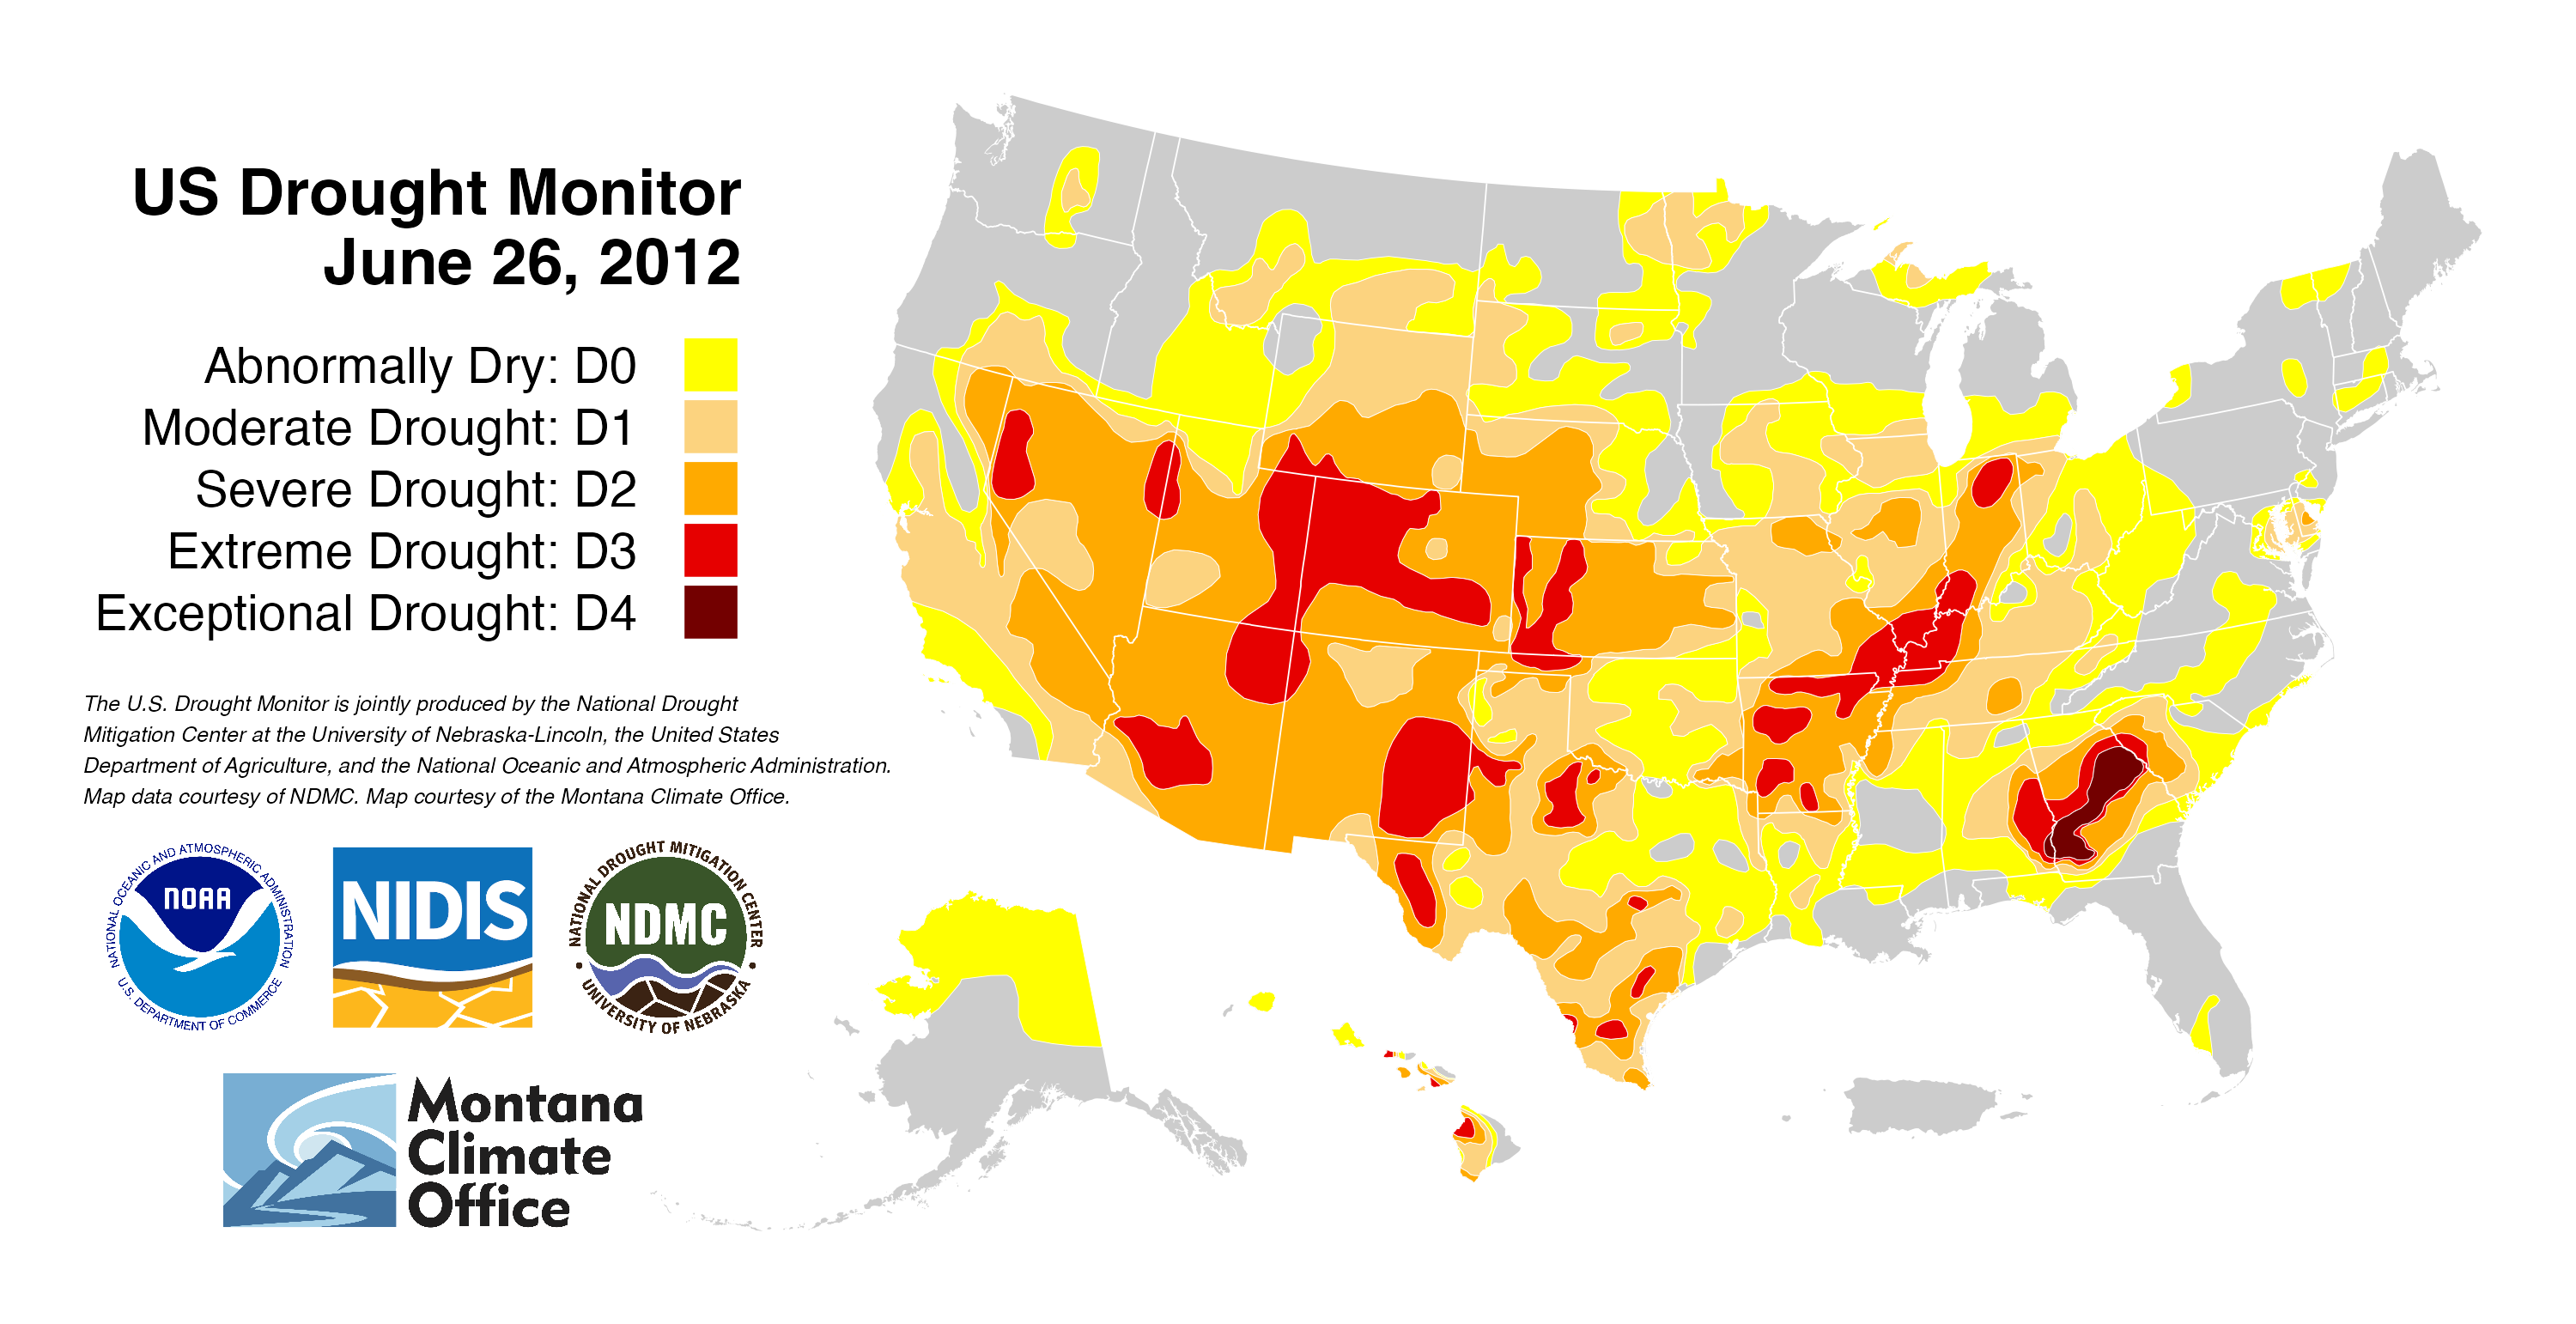 US Drought Monitor
June 26, 2012
Abnormally Dry: D0
Moderate Drought: D1
Severe Drought: D2
Extreme Drought: D3
Exceptional Drought: D4
The U.S. Drought Monitor is jointly produced by the National Drought
Mitigation Center at the University of Nebraska-Lincoln, the United States
Department of Agriculture, and the National Oceanic and Atmospheric Administration.
Map data courtesy of NDMC. Map courtesy of the Montana Climate Office.
NATIONAL OCEANIC AND ATMOSPHERIC ADMINISTRATION
NOAA
U.S. DEPARTMENT OF COMMERCE
NIDIS
NATIONAL DROUGHT MITIGATION CENTER
NDMC
UNIVERSITY OF NEBRASKA
Montana
Climate
Office